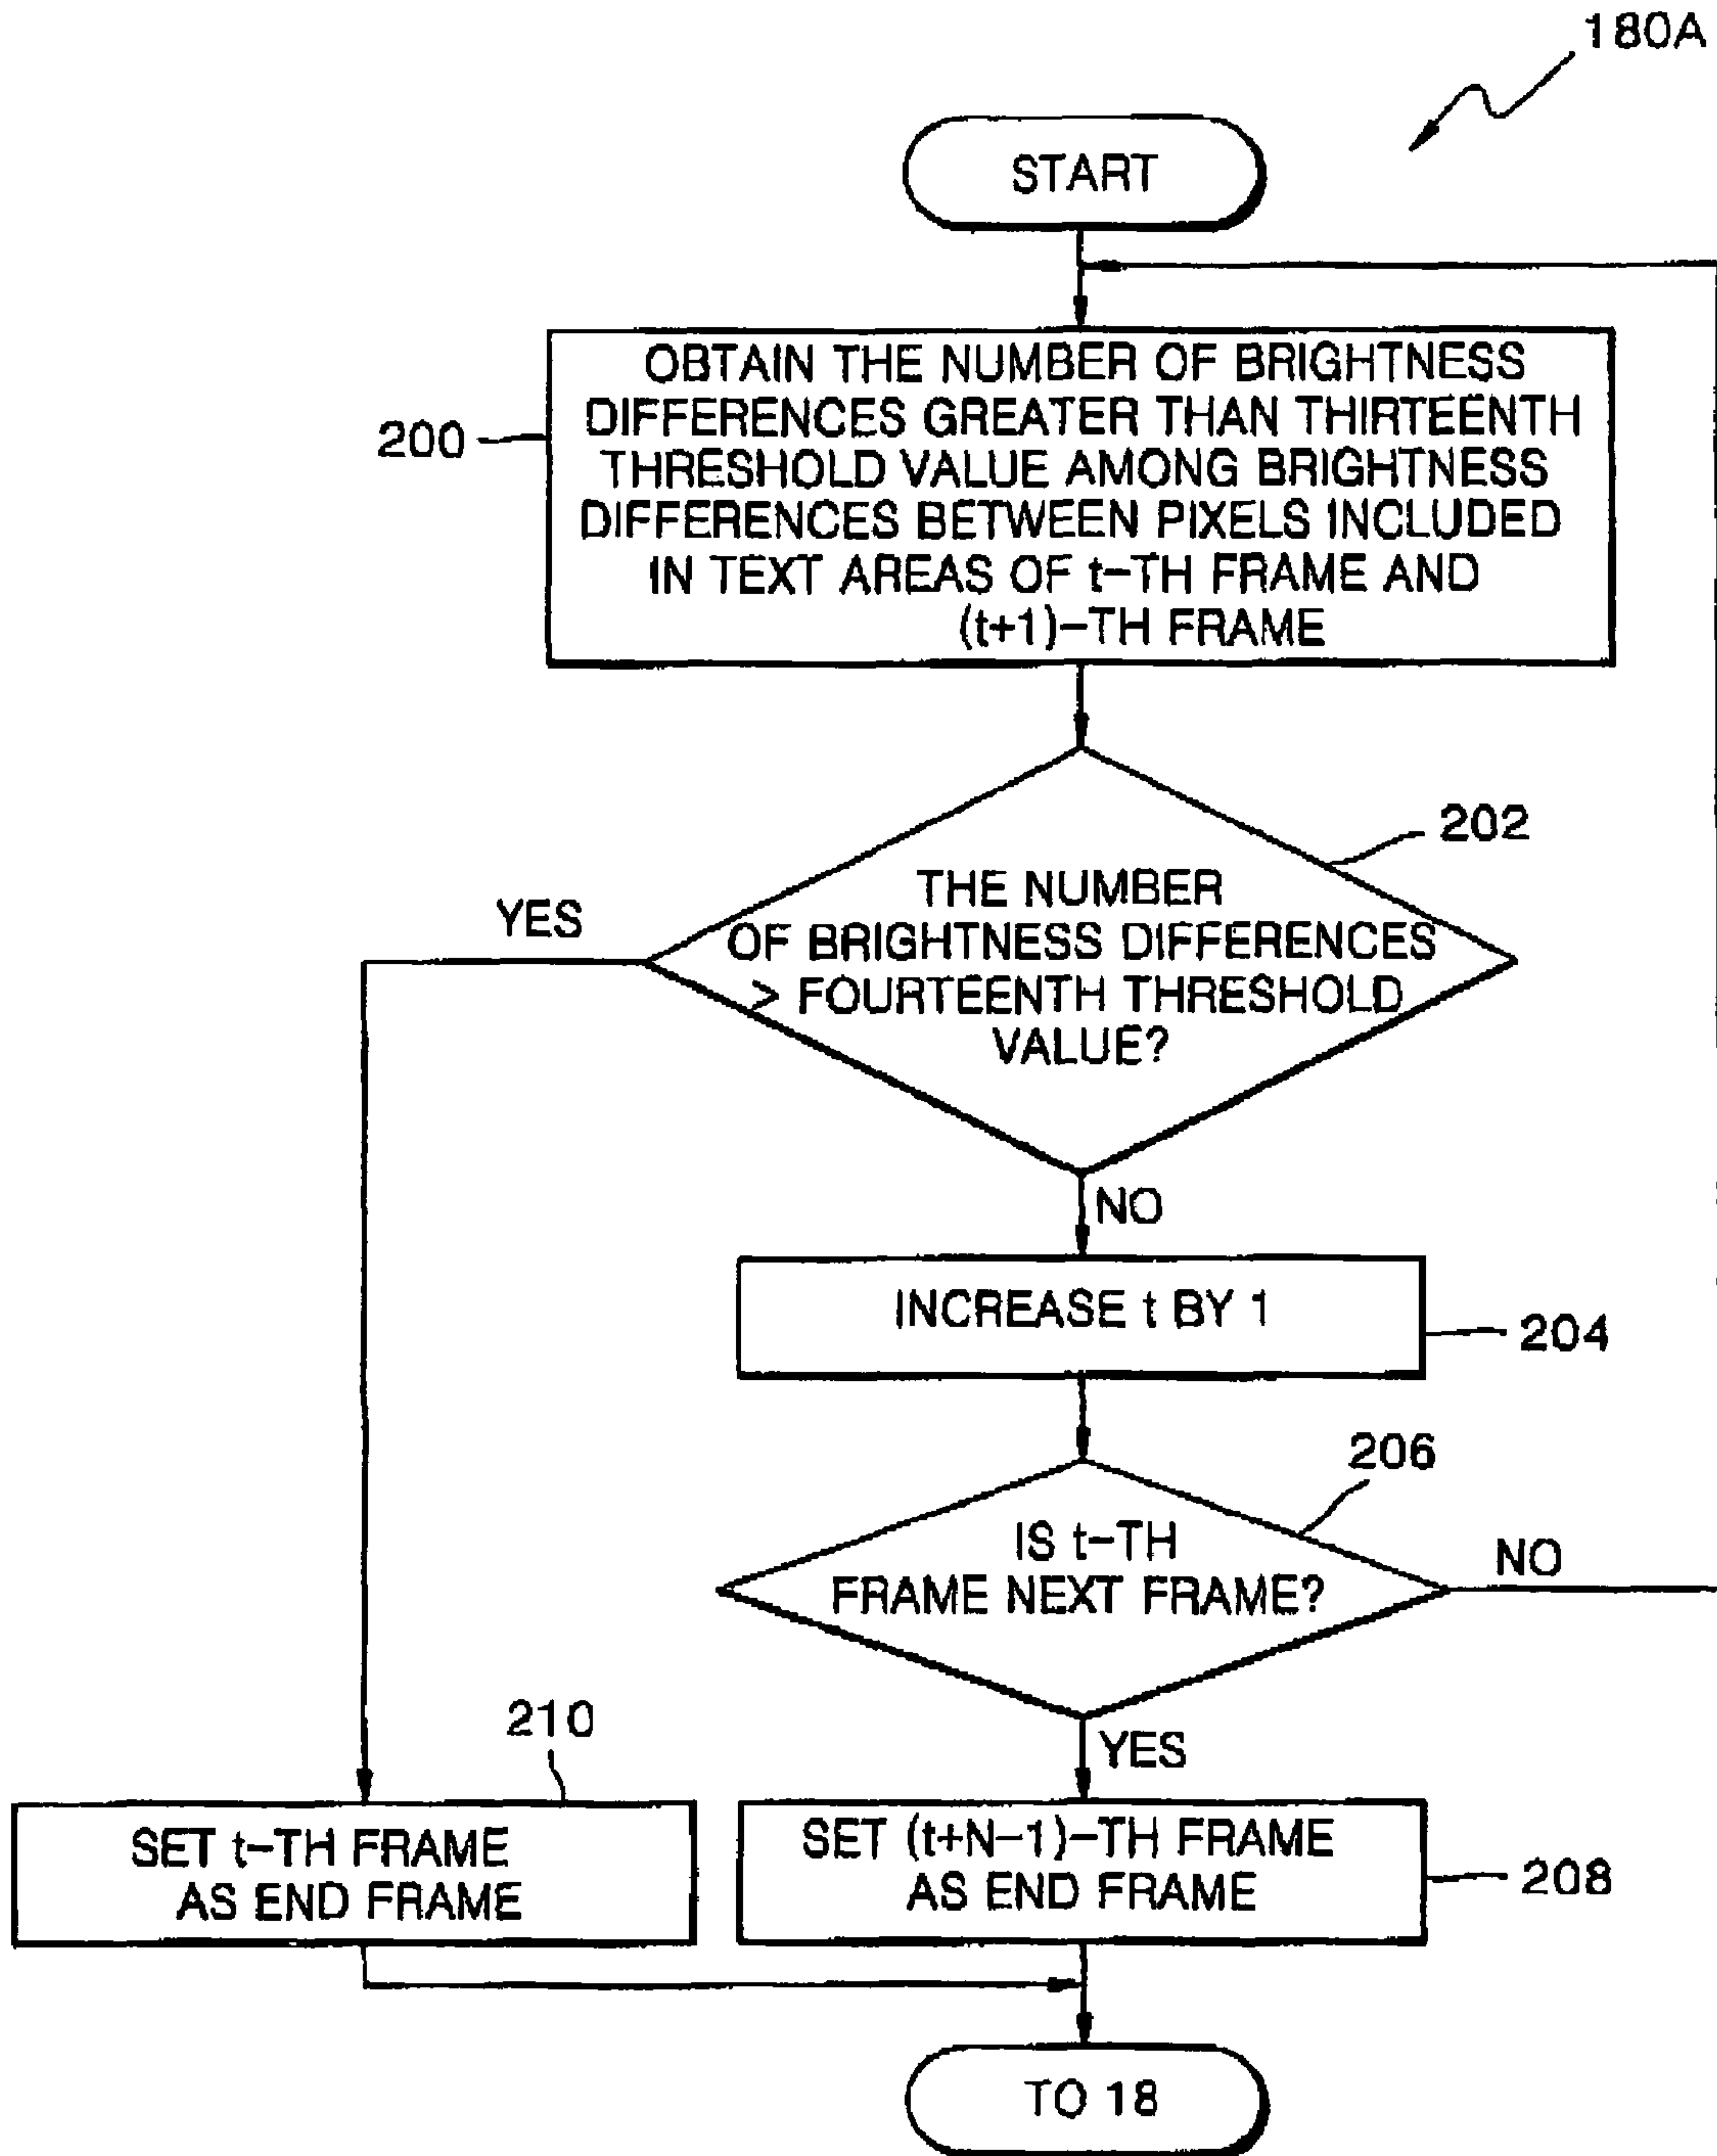 180A
START
OBTAIN THE NUMBER OF BRIGHTNESS
DIFFERENCES GREATER THAN THIRTEENTH
THRESHOLD VALUE AMONG BRIGHTNESS
DIFFERENCES BETWEEN PIXELS INCLUDED
IN TEXT AREAS OF t-TH FRAME AND
(t+1)-TH FRAME
200
202
THE NUMBER
OF BRIGHTNESS DIFFERENCES
> FOURTEENTH THRESHOLD
VALUE?
YES
NO
INCREASE t BY 1
204
206
IS t-TH
FRAME NEXT FRAME?
NO
YES
210
SET t-TH FRAME
AS END FRAME
SET (t+N-1)-TH FRAME
AS END FRAME
208
TO 18